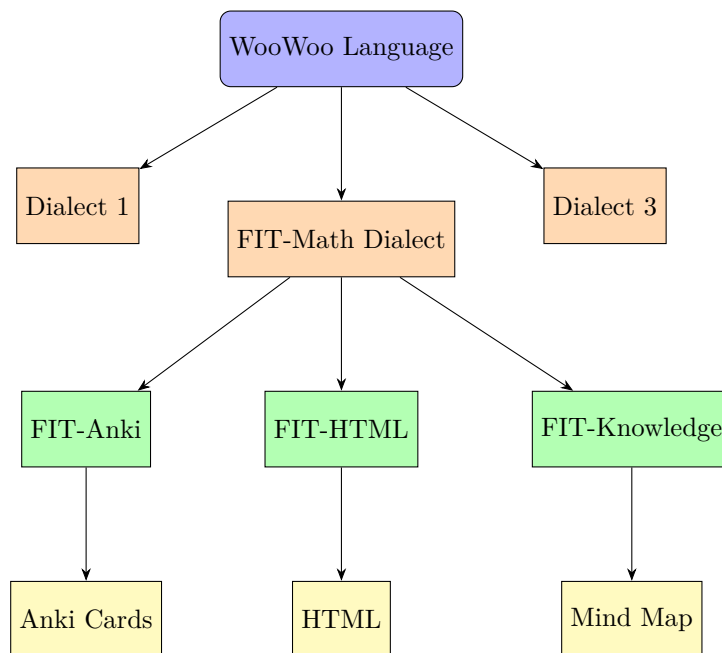 WooWoo Language
Dialect 1
FIT-Math Dialect
Dialect 3
FIT-Anki
FIT-HTML
FIT-Knowledge
Anki Cards
HTML
Mind Map